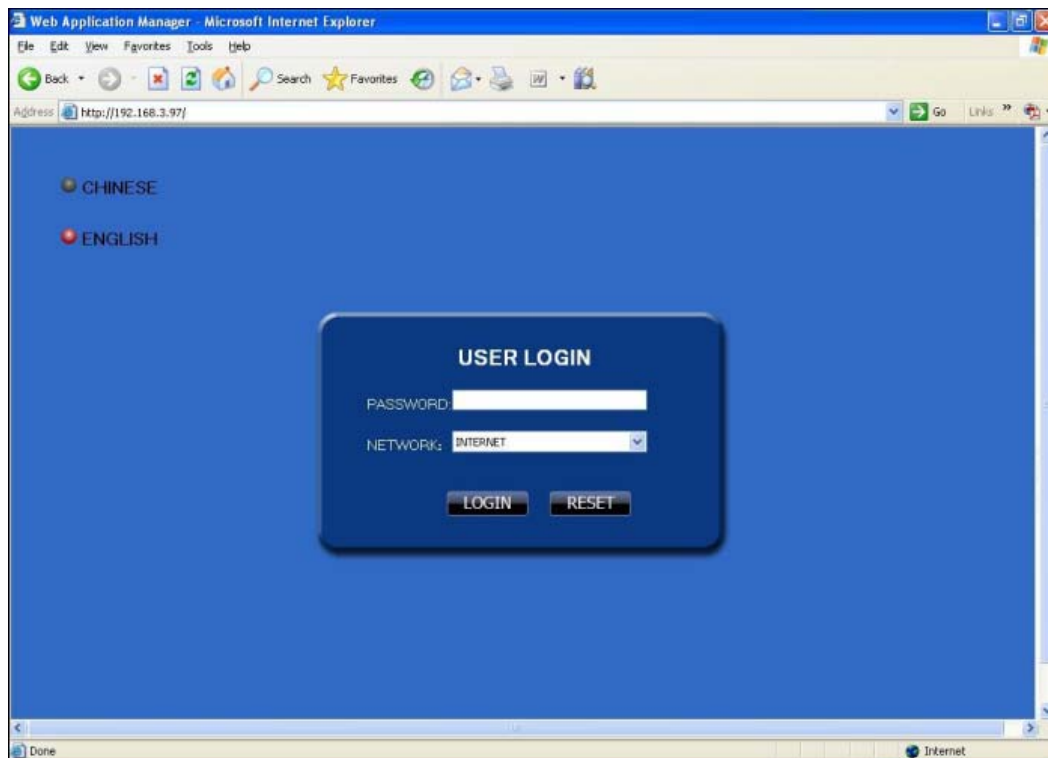 Web Application Manager - Microsoft Internet Explorer
File Edit View Favorites Tools Help
Back Search Favorites
Address http://192.168.3.97/ Go Links »
CHINESE
ENGLISH
USER LOGIN
PASSWORD:
NETWORK: INTERNET
LOGIN RESET
Done Internet